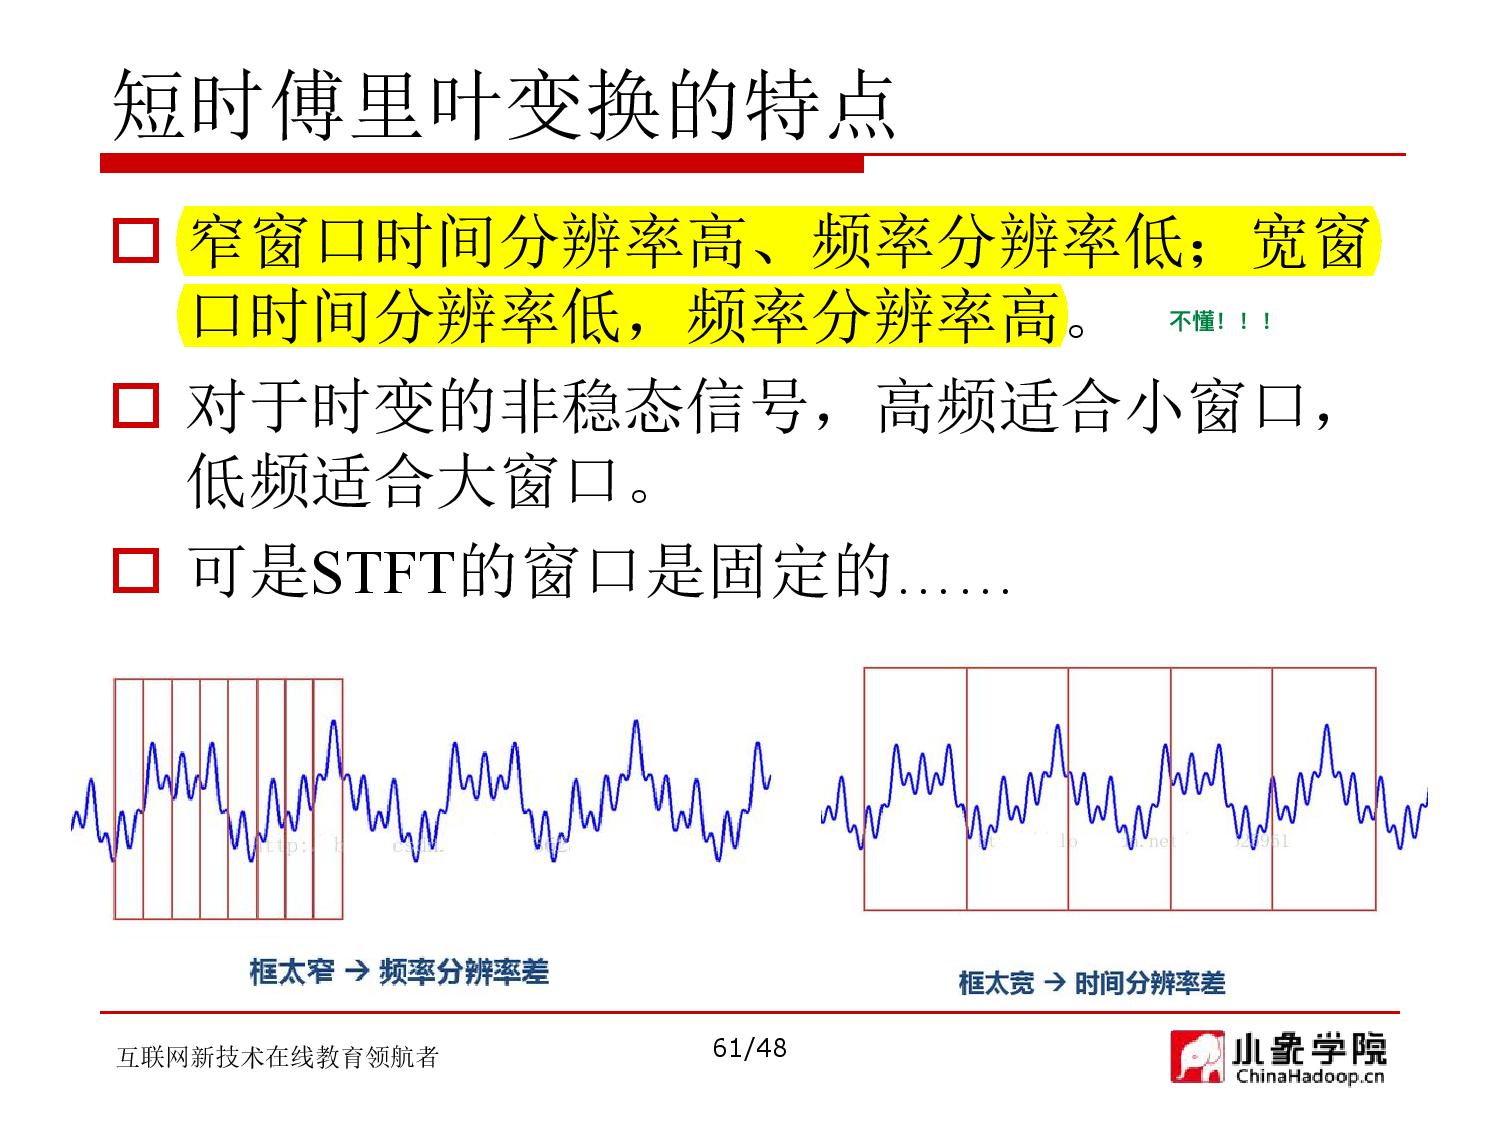 短时傅里叶变换的特点
窄窗口时间分辨率高、频率分辨率低；宽窗
口时间分辨率低，频率分辨率高。
不懂！！！
对于时变的非稳态信号，高频适合小窗口，
低频适合大窗口。
可是STFT的窗口是固定的……
框太窄→频率分辨率差
框太宽→时间分辨率差
互联网新技术在线教育领航者
61/48
小象学院
ChinaHadoop.cn